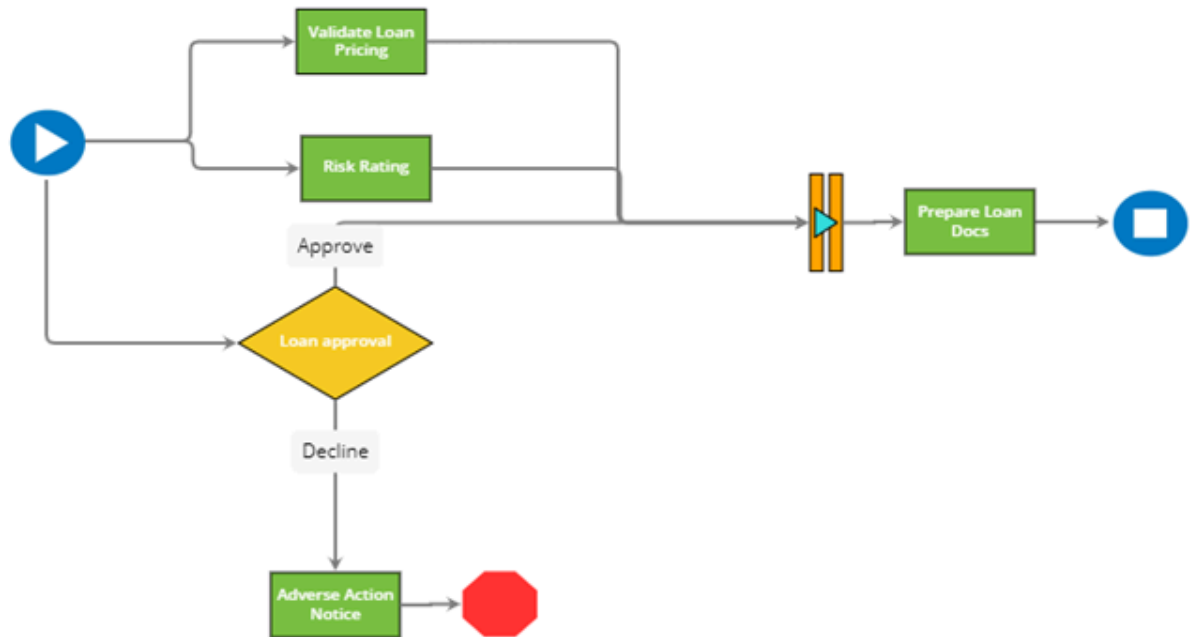 Validate Loan
Pricing
Risk Rating
Prepare Loan
Docs
Approve
Loan approval
Decline
Adverse Action
Notice